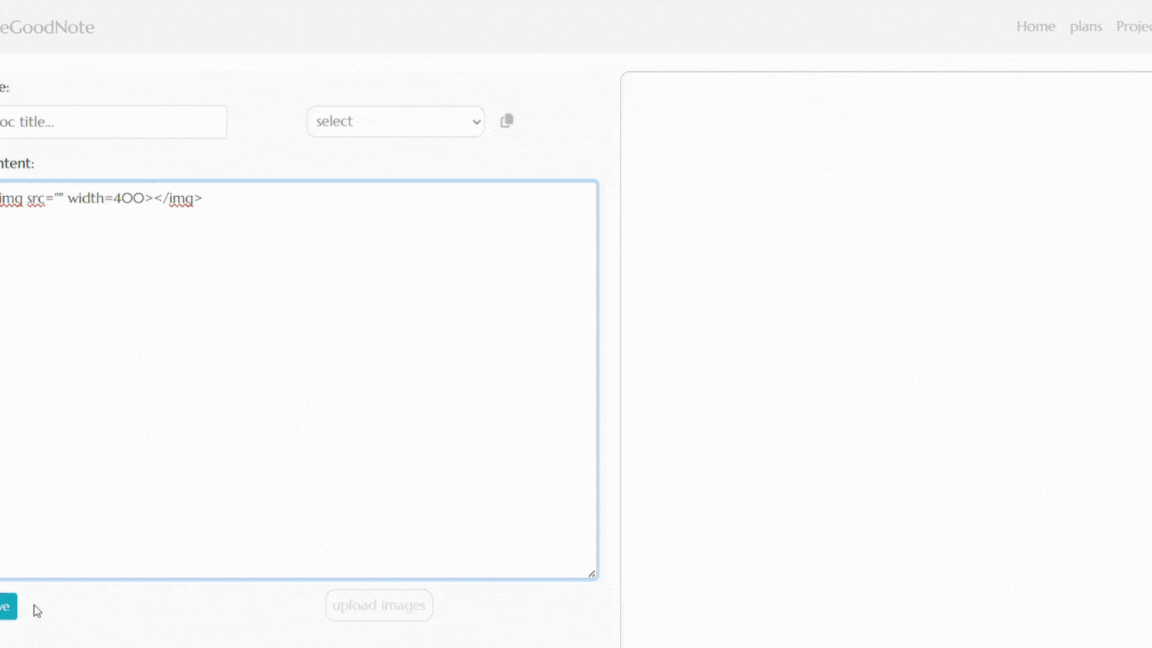 eGoodNote
Home plans Projec
e:
oc title...
select
ntent:
img src="" width=400></img>
ve
upload images